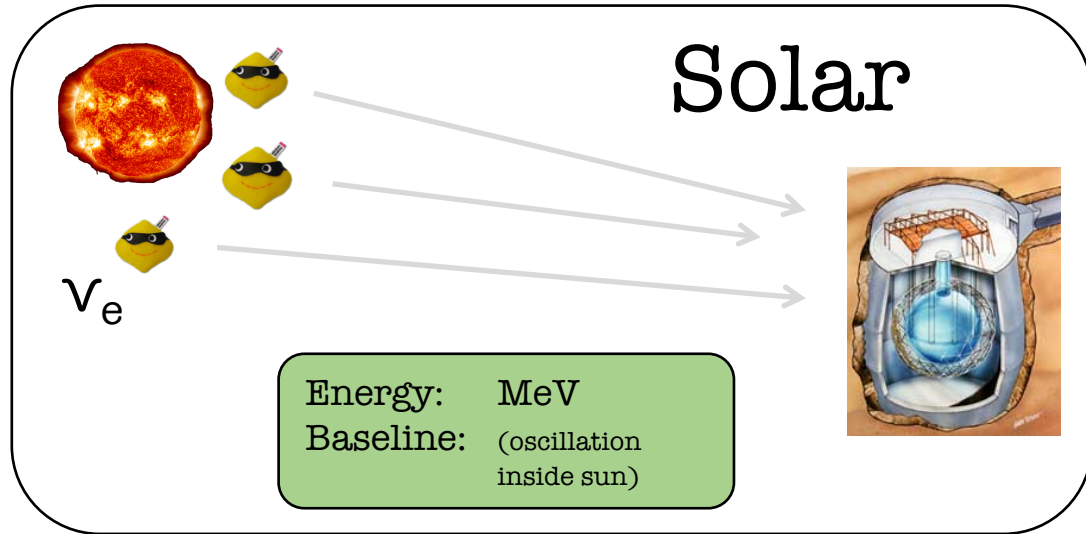 Solar
νe
Energy: MeV
Baseline: (oscillation
inside sun)